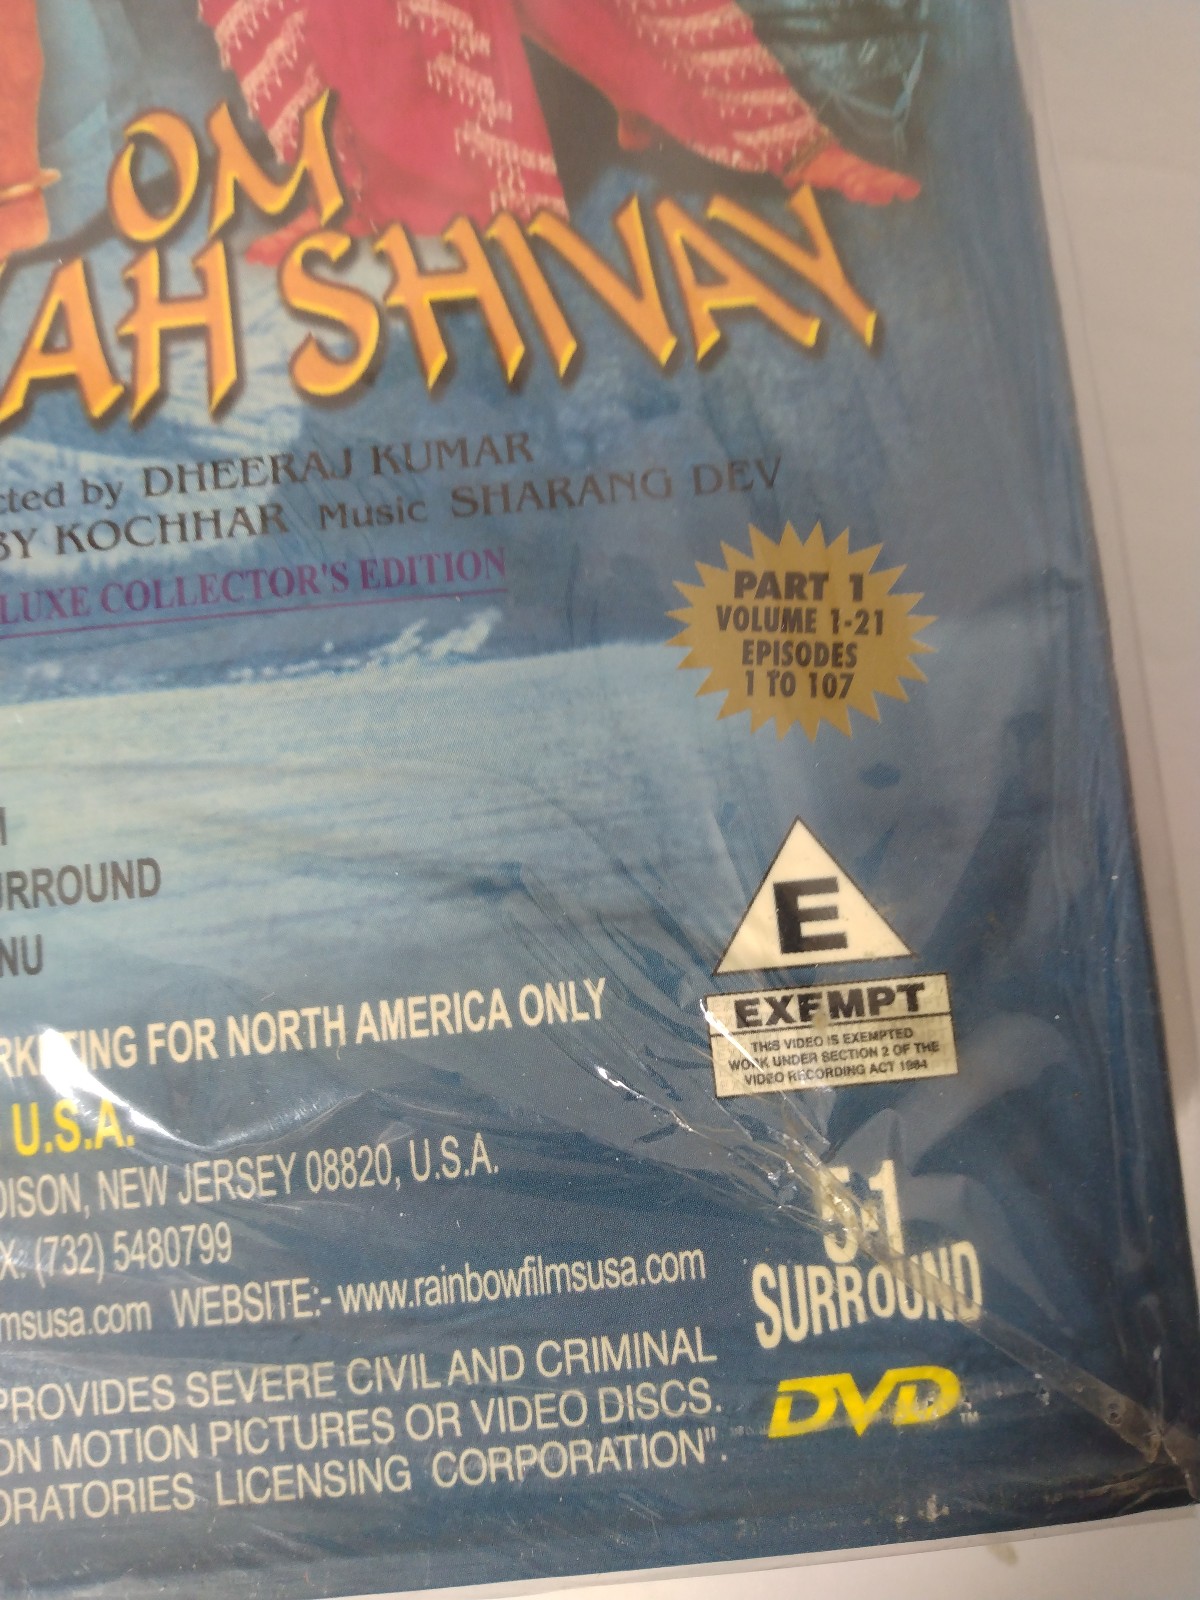 OM
AH SHIVAY
cted by DHEERAJ KUMAR
BY KOCHHAR Music SHARANG DEV
LUXE COLLECTOR'S EDITION
PART 1
VOLUME 1-21
EPISODES
1 TO 107
URROUND
NU
E
EXEMPT
THIS VIDEO IS EXEMPTED
WORK UNDER SECTION 2 OF THE
VIDEO RECORDING ACT 1984
RKETING FOR NORTH AMERICA ONLY
U.S.A.
DISON, NEW JERSEY 08820, U.S.A.
X: (732) 5480799
msusa.com WEBSITE:- www.rainbowfilmsusa.com
5.1
SURROUND
PROVIDES SEVERE CIVIL AND CRIMINAL
ON MOTION PICTURES OR VIDEO DISCS.
ORATORIES LICENSING CORPORATION".
DVD™